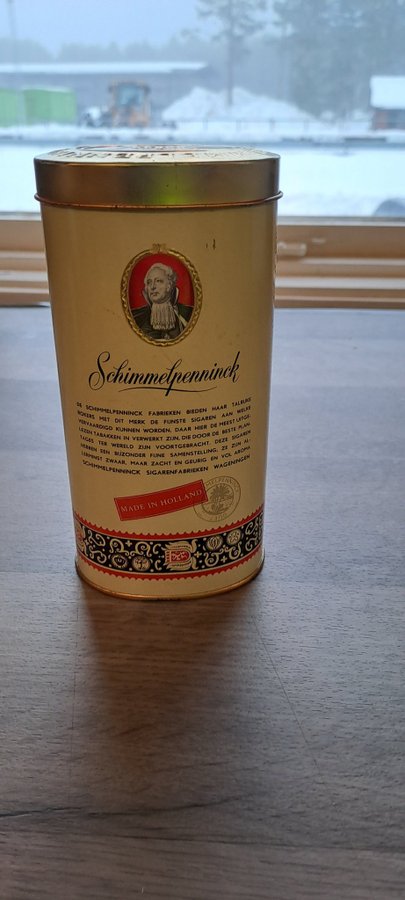 Schimmelpenninck
DE SCHIMMELPENNINCK FABRIEKEN BIEDEN HAAR TALRIJKE
ROKERS MET DIT MERK DE FIJNSTE SIGAREN AAN WELKE
VERVAARDIGD KUNNEN WORDEN, DAAR HIER DE MEEST UITGE-
LEZEN TABAKKEN IN VERWERKT ZIJN, DIE DOOR DE BESTE PLAN-
TAGES TER WERELD ZIJN VOORTGEBRACHT. DEZE SIGAREN
HEBBEN EEN BIJZONDER FIJNE SAMENSTELLING, ZE ZIJN AL-
LERMINST ZWAAR, MAAR ZACHT EN GEURIG EN VOL AROMA
SCHIMMELPENNINCK SIGARENFABRIEKEN WAGENINGEN
MADE IN HOLLAND